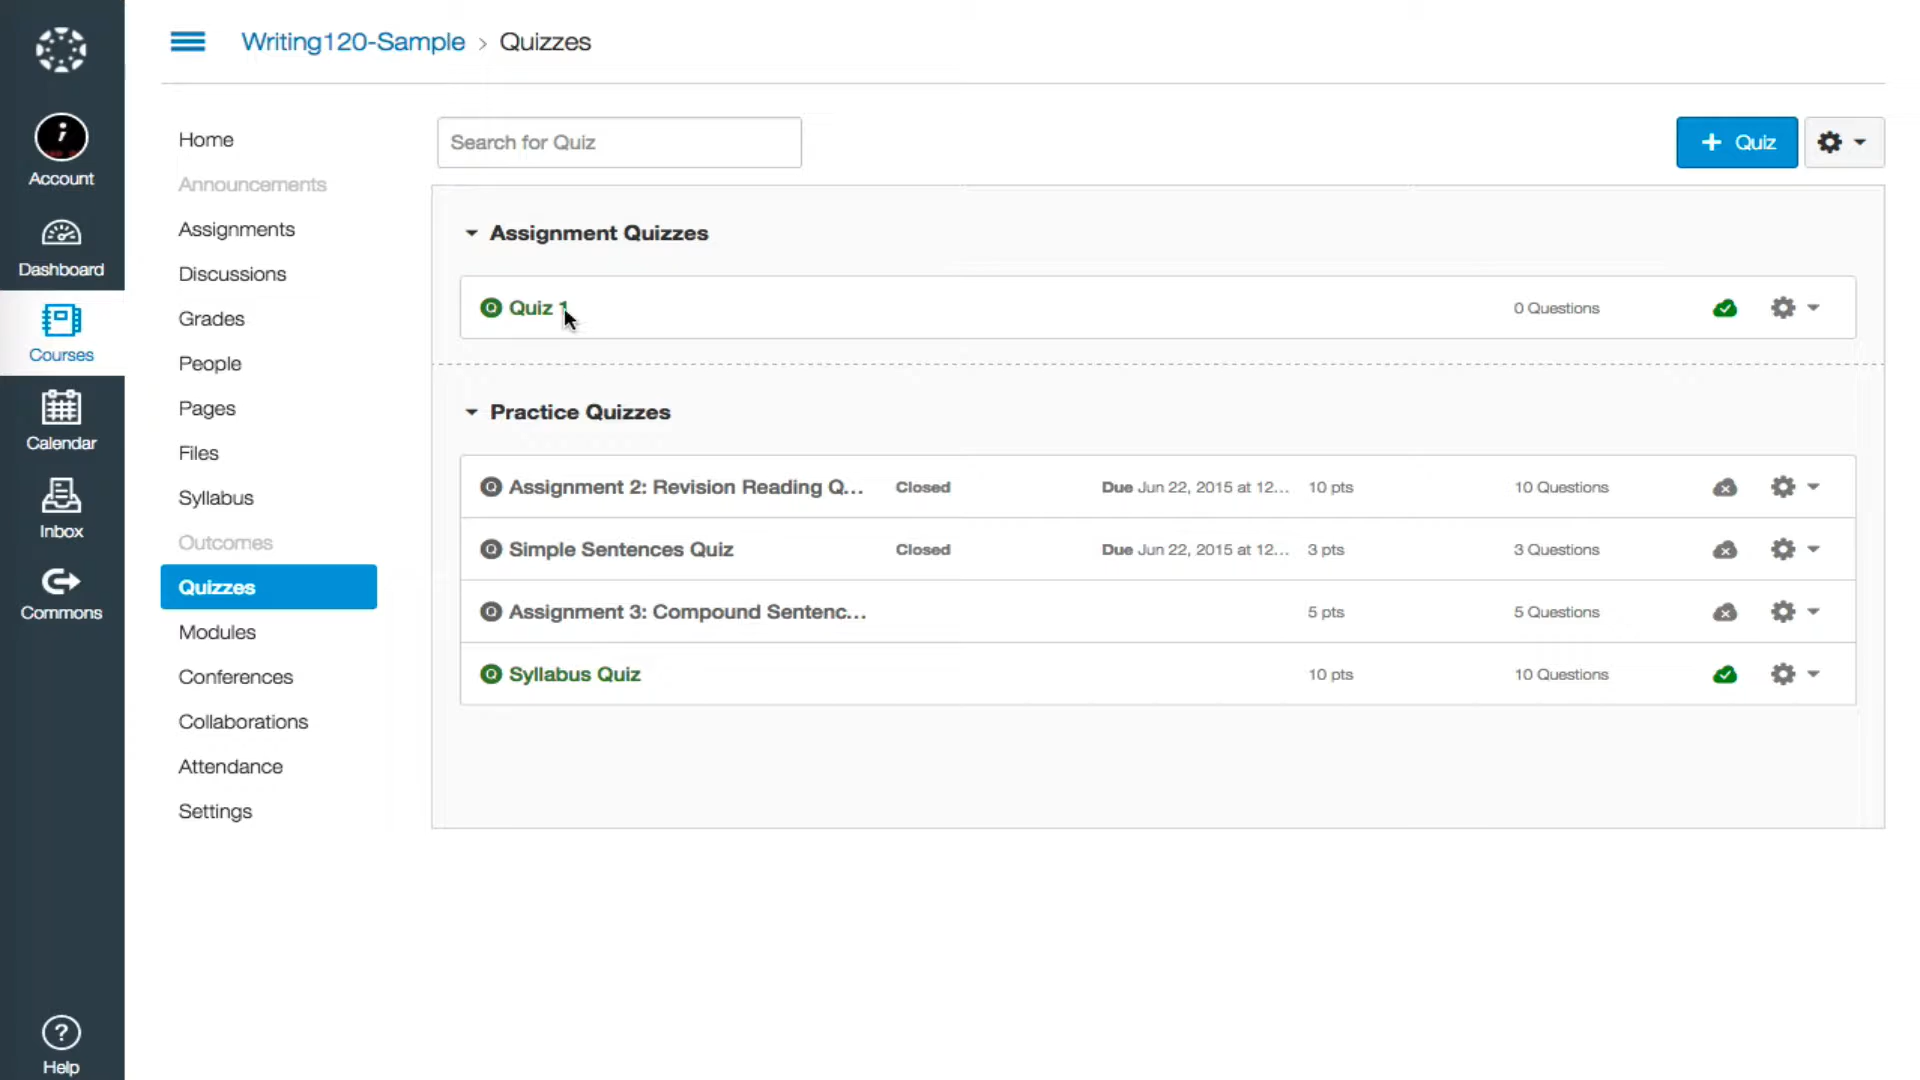 Writing120-Sample > Quizzes
Account
Dashboard
Courses
Calendar
Inbox
Commons
Help
Home
Announcements
Assignments
Discussions
Grades
People
Pages
Files
Syllabus
Outcomes
Quizzes
Modules
Conferences
Collaborations
Attendance
Settings
Search for Quiz
+ Quiz
Assignment Quizzes
Quiz 1 0 Questions
Practice Quizzes
Assignment 2: Revision Reading Q... Closed Due Jun 22, 2015 at 12... 10 pts 10 Questions
Simple Sentences Quiz Closed Due Jun 22, 2015 at 12... 3 pts 3 Questions
Assignment 3: Compound Sentenc... 5 pts 5 Questions
Syllabus Quiz 10 pts 10 Questions